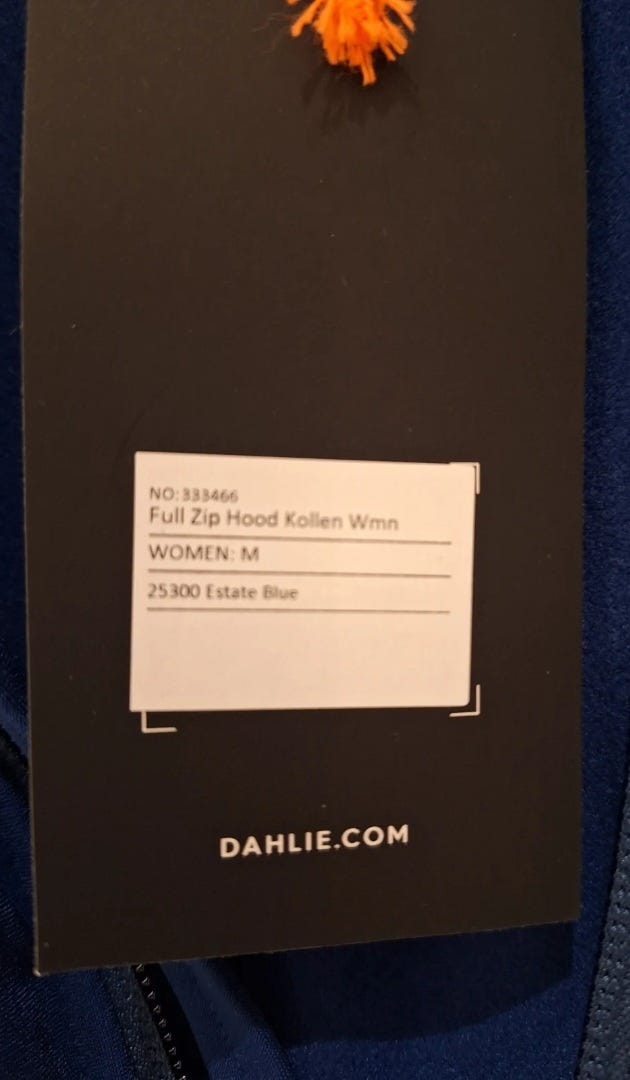 NO:333466
Full Zip Hood Kollen Wmn
WOMEN: M
25300 Estate Blue
DAHLIE.COM